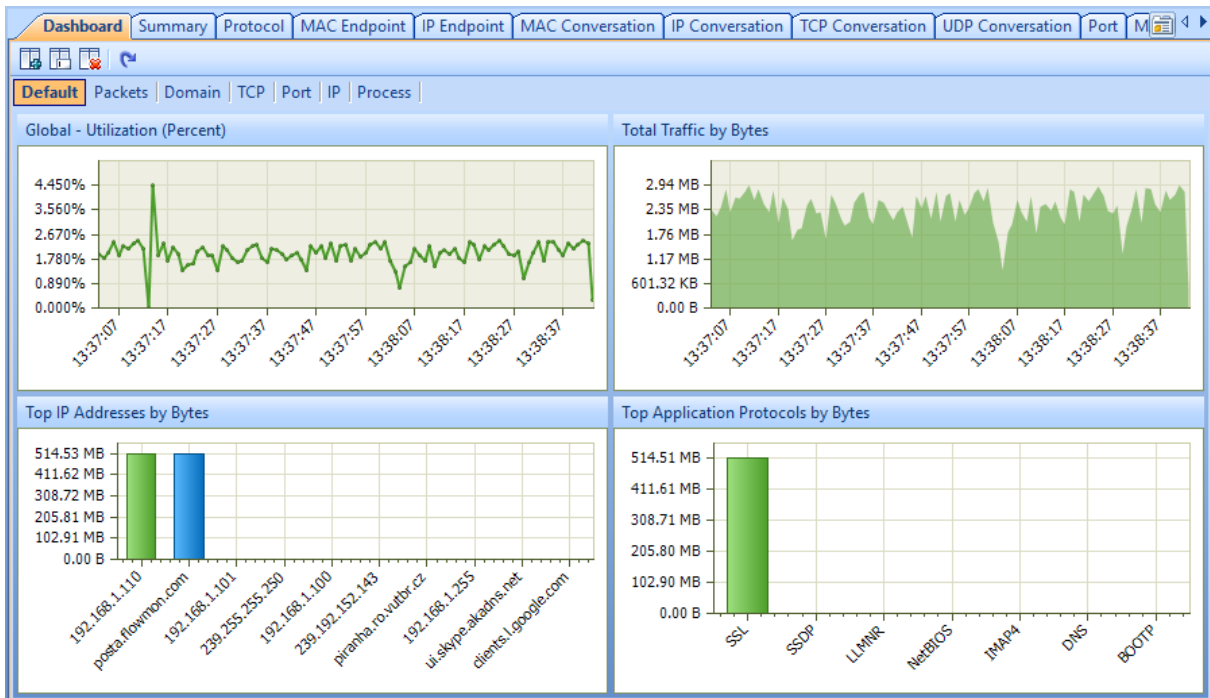 Dashboard Summary Protocol MAC Endpoint IP Endpoint MAC Conversation IP Conversation TCP Conversation UDP Conversation Port M
Default Packets Domain TCP Port IP Process
Global - Utilization (Percent)
4.450%
3.560%
2.670%
1.780%
0.890%
0.000%
13:37:07 13:37:17 13:37:27 13:37:37 13:37:47 13:37:57 13:38:07 13:38:17 13:38:27 13:38:37
Total Traffic by Bytes
2.94 MB
2.35 MB
1.76 MB
1.17 MB
601.32 KB
0.00 B
13:37:07 13:37:17 13:37:27 13:37:37 13:37:47 13:37:57 13:38:07 13:38:17 13:38:27 13:38:37
Top IP Addresses by Bytes
514.53 MB
411.62 MB
308.72 MB
205.81 MB
102.91 MB
0.00 B
192.168.1.110 posta.flowmon.com 192.168.1.101 239.255.255.250 192.168.1.100 239.192.152.143 piranha.ro.vutbr.cz 192.168.1.255 ui.skype.akadns.net clients.l.google.com
Top Application Protocols by Bytes
514.51 MB
411.61 MB
308.71 MB
205.80 MB
102.90 MB
0.00 B
SSL SSDP LLMNR NetBIOS IMAP4 DNS BOOTP